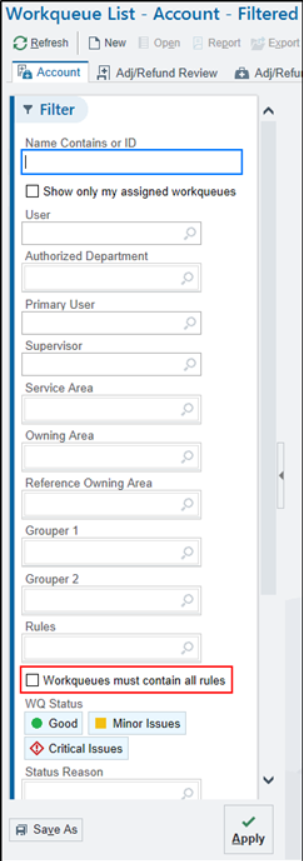 Workqueue List - Account - Filtered
Refresh New Open Report Export
Account Adj/Refund Review Adj/Refu
Filter
Name Contains or ID
Show only my assigned workqueues
User
Authorized Department
Primary User
Supervisor
Service Area
Owning Area
Reference Owning Area
Grouper 1
Grouper 2
Rules
Workqueues must contain all rules
WQ Status
Good Minor Issues
Critical Issues
Status Reason
Save As Apply